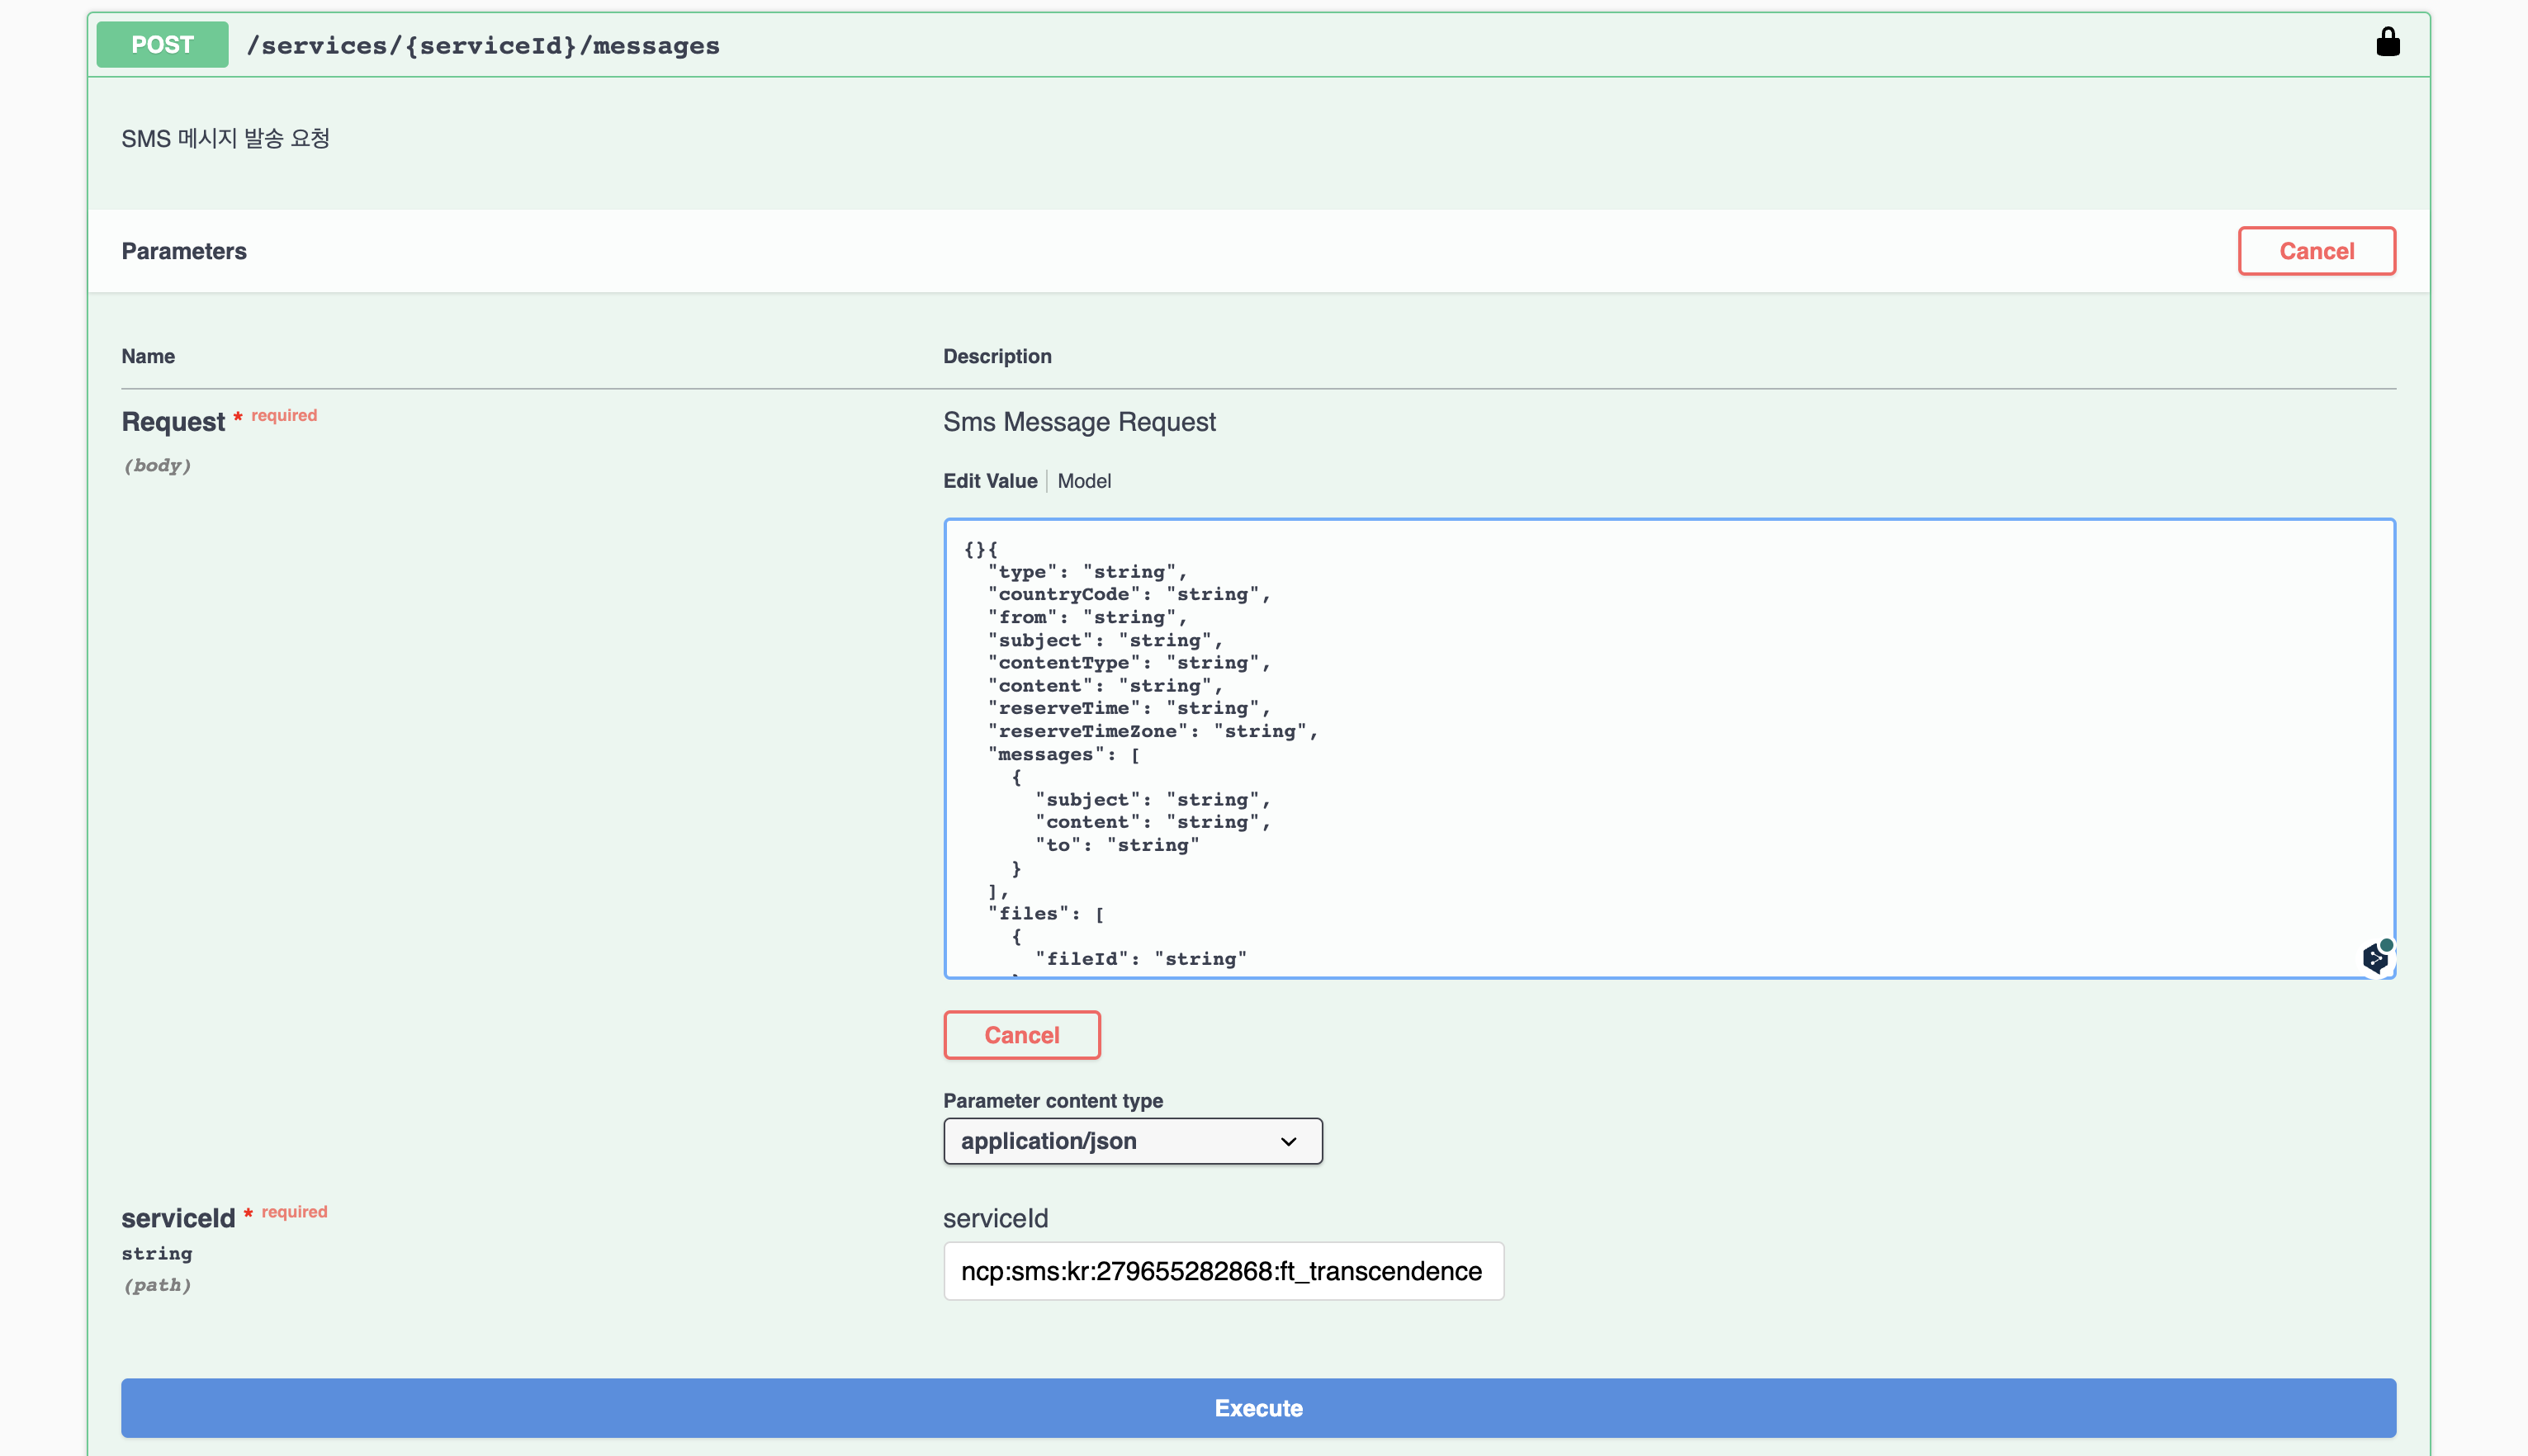 POST /services/{serviceId}/messages
SMS 메시지 발송 요청
Parameters
Cancel
Name Description
Request * required
(body)
Sms Message Request
Edit Value | Model
{}{
  "type": "string",
  "countryCode": "string",
  "from": "string",
  "subject": "string",
  "contentType": "string",
  "content": "string",
  "reserveTime": "string",
  "reserveTimeZone": "string",
  "messages": [
    {
      "subject": "string",
      "content": "string",
      "to": "string"
    }
  ],
  "files": [
    {
      "fileId": "string"
Cancel
Parameter content type
application/json
serviceId * required
string
(path)
serviceId
ncp:sms:kr:279655282868:ft_transcendence
Execute